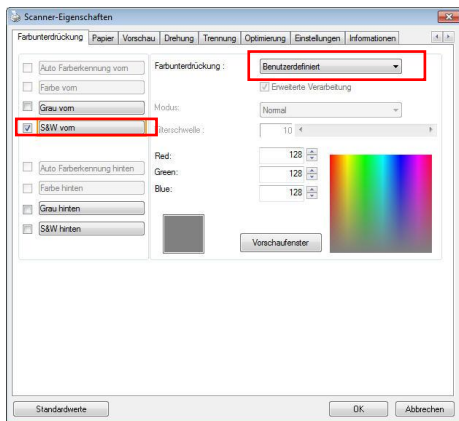 Scanner-Eigenschaften
Farbunterdrückung Papier Vorschau Drehung Trennung Optimierung Einstellungen Informationen
Auto Farberkennung vorn
Farbe vorn
Grau vorn
S&W vorn
Auto Farberkennung hinten
Farbe hinten
Grau hinten
S&W hinten
Farbunterdrückung : Benutzerdefiniert
Erweiterte Verarbeitung
Modus: Normal
ilterschwelle : 10
Red: 128
Green: 128
Blue: 128
Vorschaufenster
Standardwerte OK Abbrechen